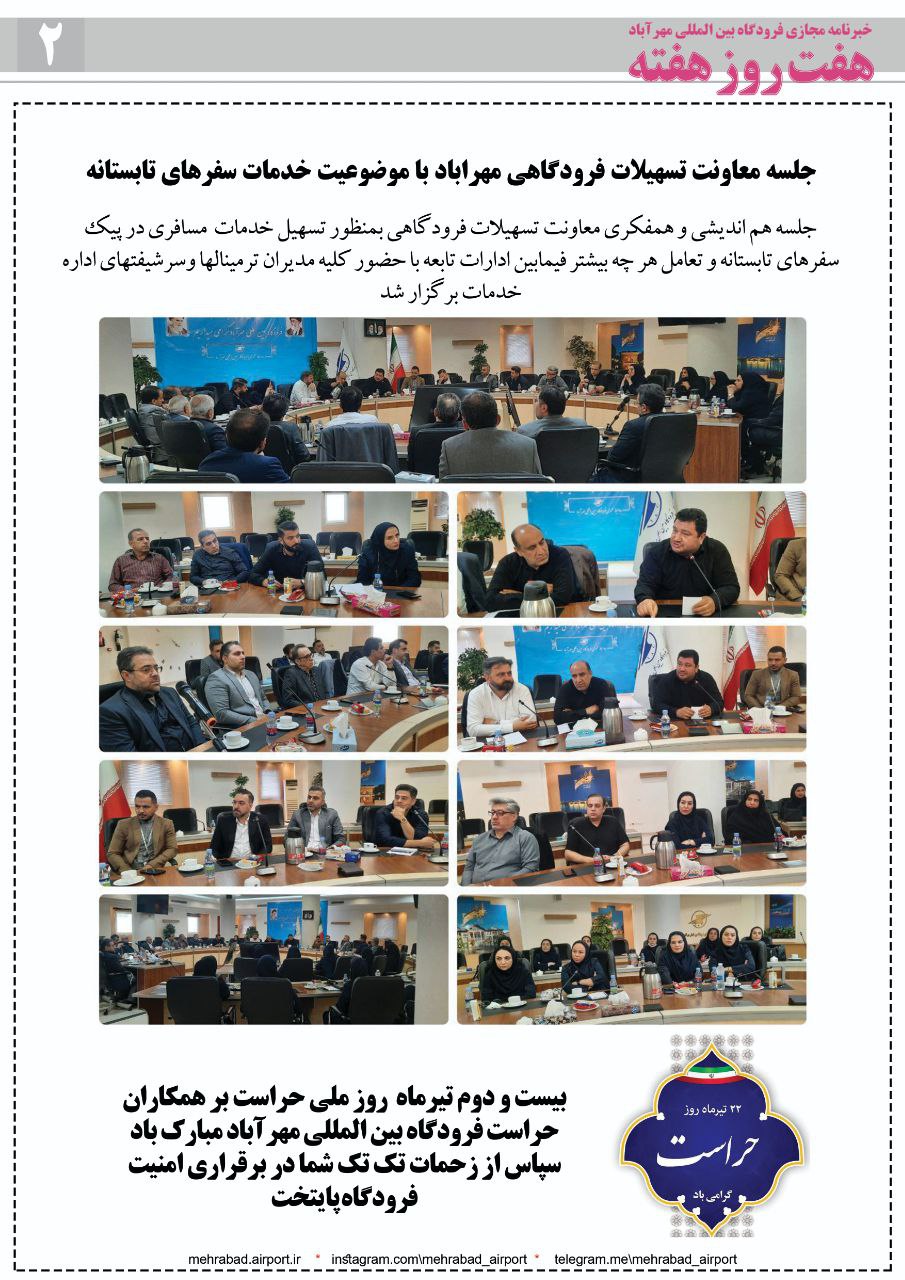 خبرنامه مجازی فرودگاه بین المللی مهرآباد
هفت روز هفته
۲
جلسه معاونت تسهیلات فرودگاهی مهراباد با موضوعیت خدمات سفرهای تابستانه
جلسه هم اندیشی و همفکری معاونت تسهیلات فرودگاهی بمنظور تسهیل خدمات مسافری در پیک
سفرهای تابستانه و تعامل هر چه بیشتر فیمابین ادارات تابعه با حضور کلیه مدیران ترمینالها وسرشیفتهای اداره
خدمات برگزار شد
بیست و دوم تیرماه روز ملی حراست بر همکاران
حراست فرودگاه بین المللی مهرآباد مبارک باد
سپاس از زحمات تک تک شما در برقراری امنیت
فرودگاه پایتخت
۲۲ تیرماه روز
حراست
گرامی باد
mehrabad.airport.ir * instagram.com\mehrabad_airport * telegram.me\mehrabad_airport